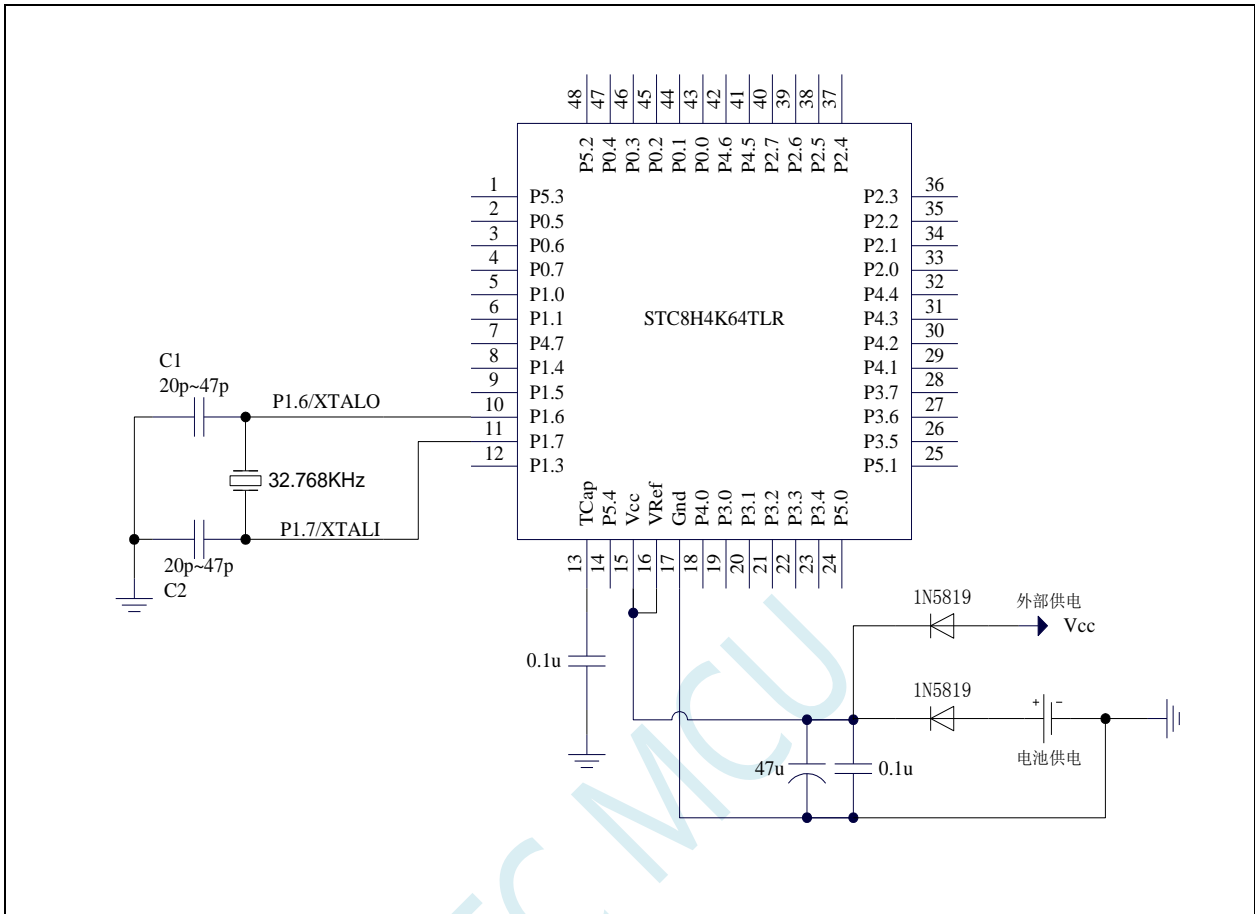 48 47 46 45 44 43 42 41 40 39 38 37
P5.2 P0.4 P0.3 P0.2 P0.1 P0.0 P4.6 P4.5 P2.7 P2.6 P2.5 P2.4
1 P5.3 P2.3 36
2 P0.5 P2.2 35
3 P0.6 P2.1 34
4 P0.7 P2.0 33
5 P1.0 P4.4 32
6 P1.1 P4.3 31
7 P4.7 P4.2 30
8 P1.4 P4.1 29
9 P1.5 P3.7 28
10 P1.6 P3.6 27
11 P1.7 P3.5 26
12 P1.3 P5.1 25
STC8H4K64TLR
C1
20p~47p
P1.6/XTALO
32.768KHz
P1.7/XTALI
20p~47p
C2
TCap P5.4 Vcc VRef Gnd P4.0 P3.0 P3.1 P3.2 P3.3 P3.4 P5.0
13 14 15 16 17 18 19 20 21 22 23 24
0.1u
1N5819
外部供电
Vcc
1N5819
+ -
电池供电
47u
0.1u
STC MCU